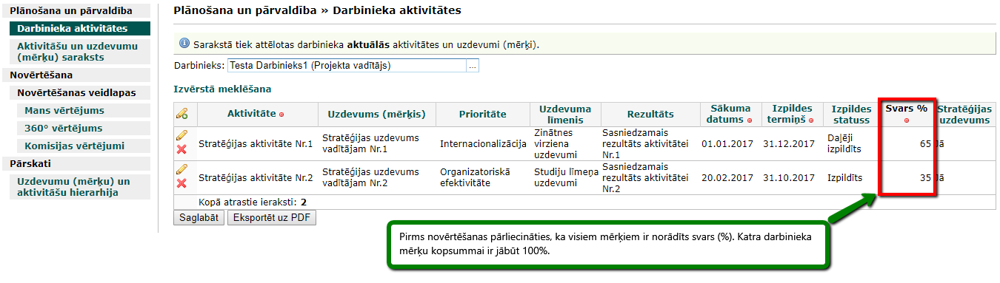 Plānošana un pārvaldība
Darbinieka aktivitātes
Aktivitāšu un uzdevumu
(mērķu) saraksts
Novērtēšana
Novērtēšanas veidlapas
Mans vērtējums
360° vērtējums
Komisijas vērtējumi
Pārskati
Uzdevumu (mērķu) un
aktivitāšu hierarhija
Plānošana un pārvaldība » Darbinieka aktivitātes
Sarakstā tiek attēlotas darbinieka aktuālās aktivitātes un uzdevumi (mērķi).
Darbinieks: Testa Darbinieks1 (Projekta vadītājs) ...
Izvērstā meklēšana
Aktivitāte
Uzdevums (mērķis)
Prioritāte
Uzdevuma
līmenis
Rezultāts
Sākuma
datums
Izpildes
termiņš
Izpildes
statuss
Svars %
Stratēģijas
uzdevums
Stratēģijas aktivitāte Nr.1
Stratēģijas uzdevums
vadītājam Nr.1
Internacionalizācija
Zinātnes
virziena
uzdevumi
Sasniedzamais
rezultāts aktivitātei
Nr.1
01.01.2017
31.12.2017
Daļēji
izpildīts
65
Jā
Stratēģijas aktivitāte Nr.2
Stratēģijas uzdevums
vadītājam Nr.2
Organizatoriskā
efektivitāte
Studiju līmeņa
uzdevumi
Sasniedzamais
rezultāts aktivitātei
Nr.2
20.02.2017
31.10.2017
Izpildīts
35
Jā
Kopā atrastie ieraksti: 2
Saglabāt
Eksportēt uz PDF
Pirms novērtēšanas pārliecināties, ka visiem mērķiem ir norādīts svars (%). Katra darbinieka
mērķu kopsummai ir jābūt 100%.